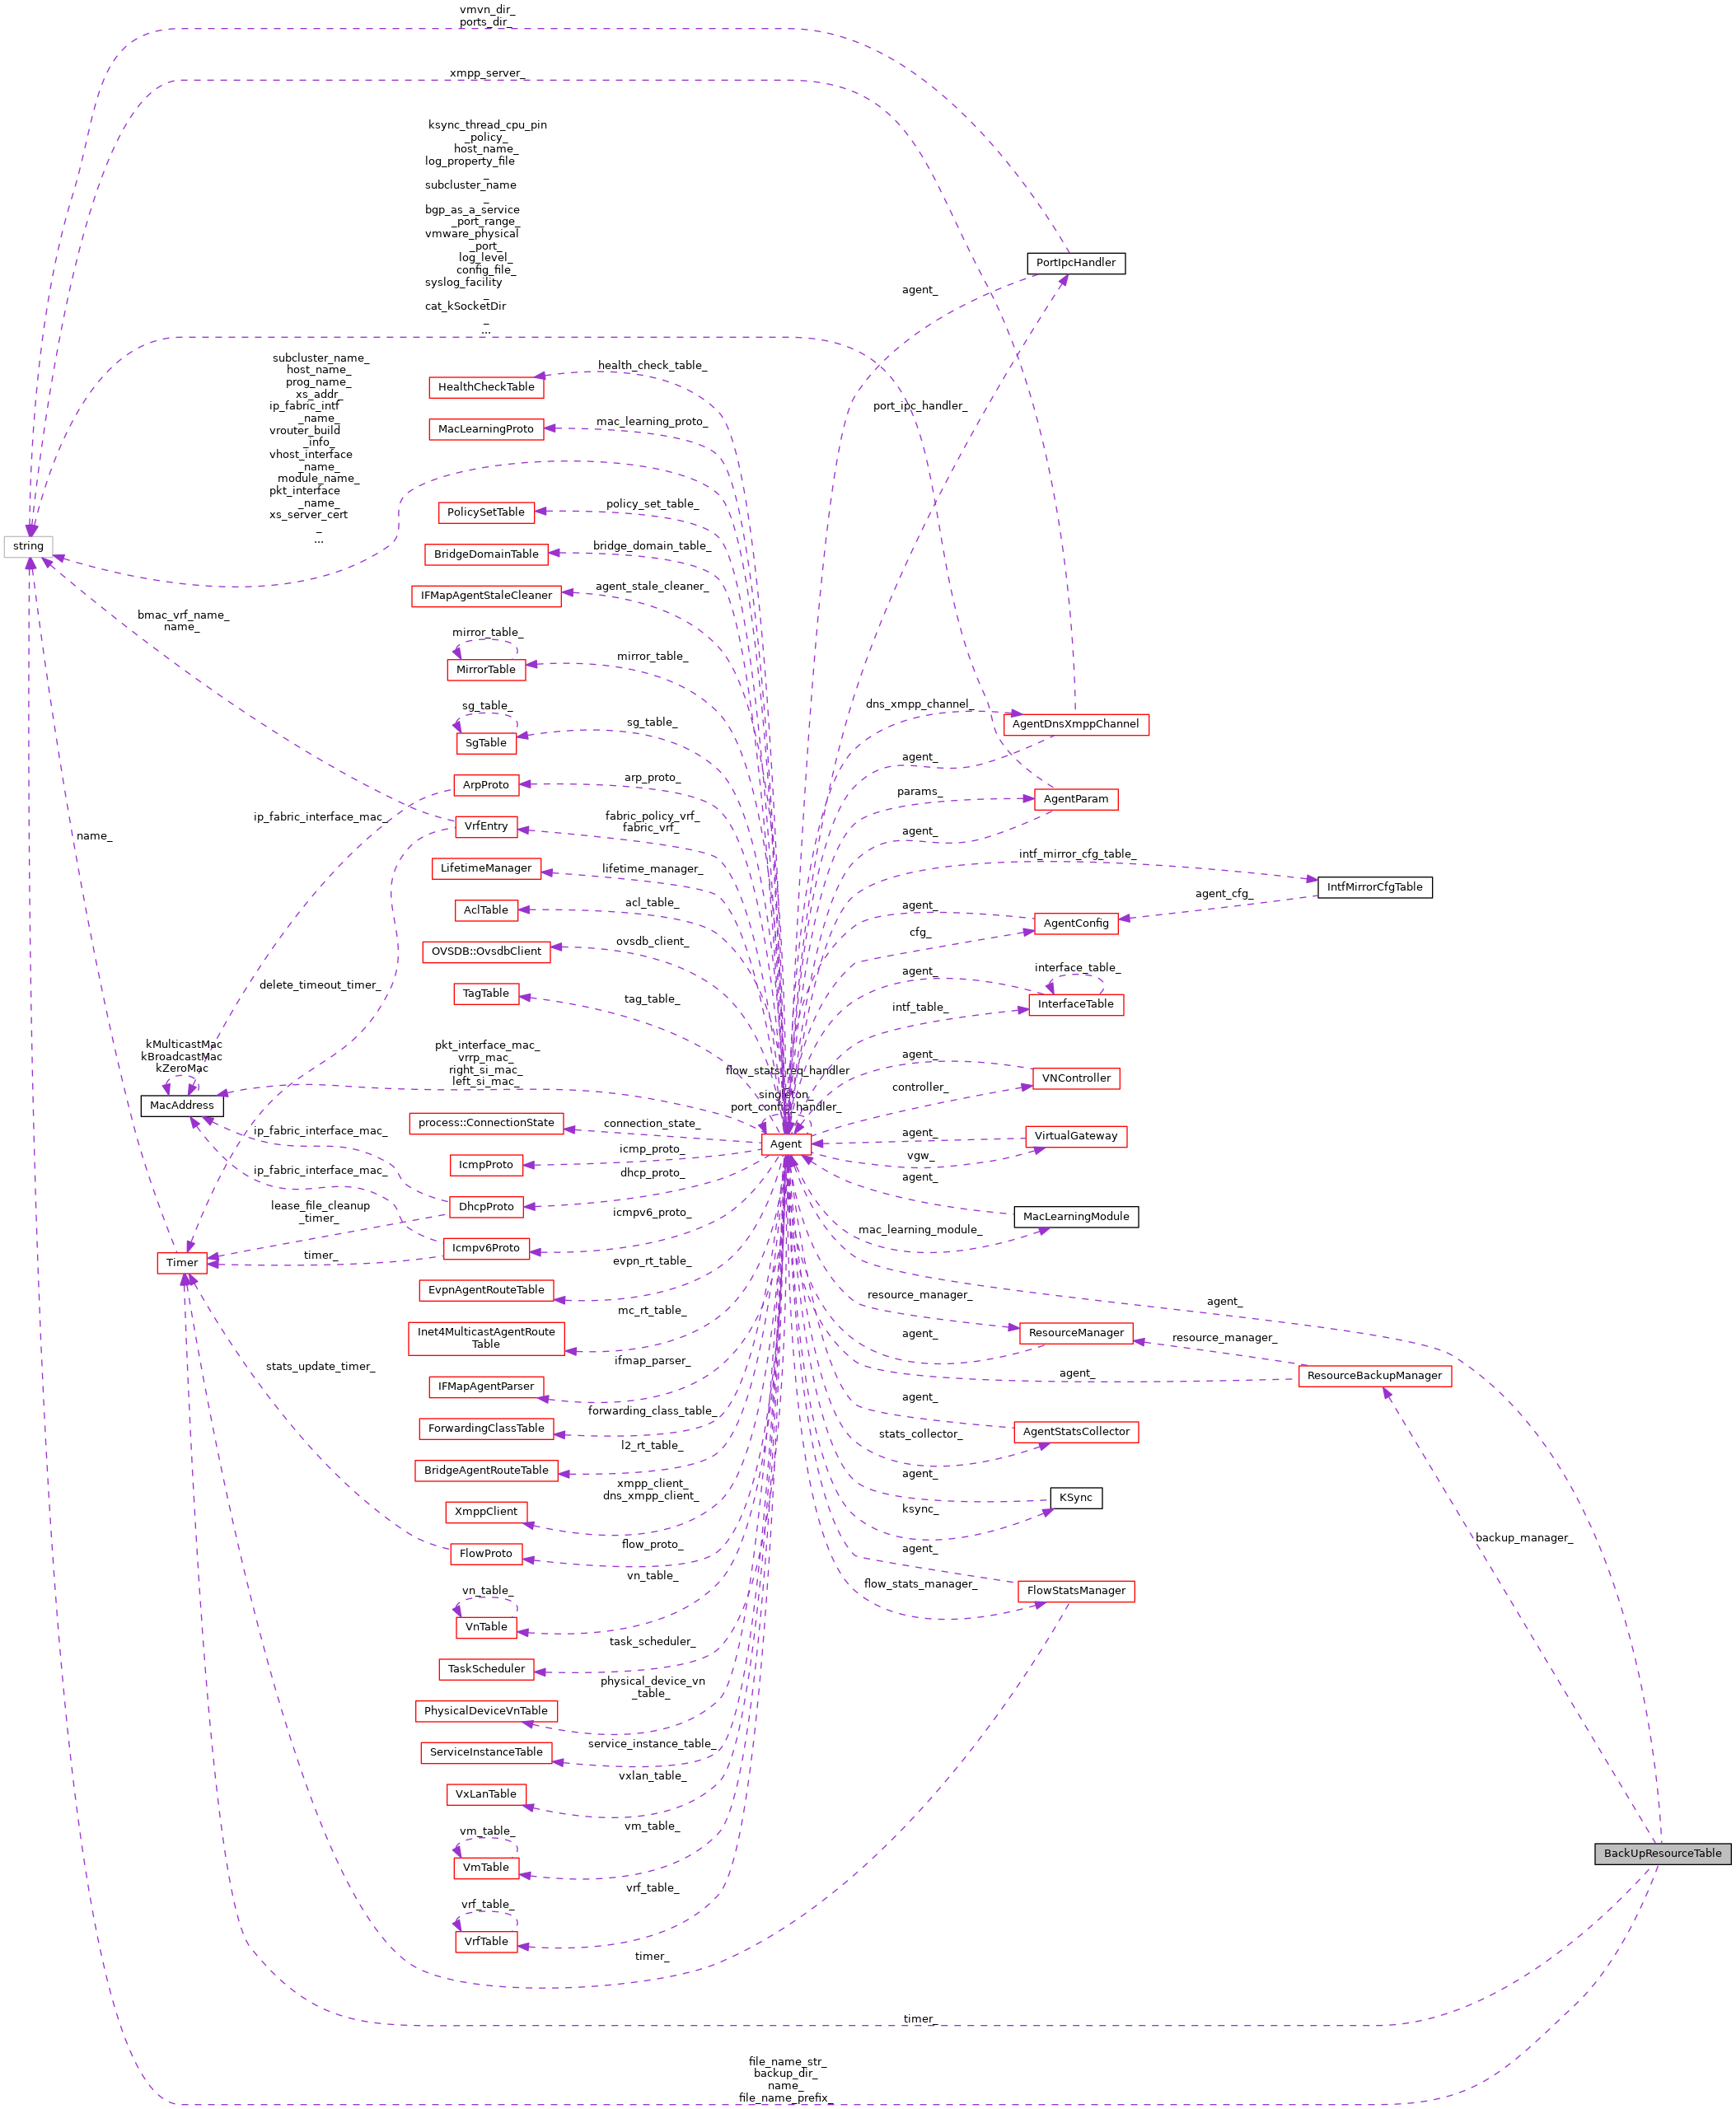 vmvn_dir_
ports_dir_
xmpp_server_
ksync_thread_cpu_pin
_policy_
host_name_
log_property_file
_
subcluster_name
_
bgp_as_a_service
_port_range_
vmware_physical
_port_
log_level_
config_file_
syslog_facility
_
cat_kSocketDir
_
...
PortIpcHandler
agent_
subcluster_name_
host_name_
prog_name_
xs_addr_
ip_fabric_intf
_name_
vrouter_build
_info_
vhost_interface
_name_
module_name_
pkt_interface
_name_
xs_server_cert
_
...
health_check_table_
HealthCheckTable
port_ipc_handler_
mac_learning_proto_
MacLearningProto
policy_set_table_
PolicySetTable
string
bridge_domain_table_
BridgeDomainTable
agent_stale_cleaner_
IFMapAgentStaleCleaner
bmac_vrf_name_
name_
mirror_table_
mirror_table_
MirrorTable
sg_table_
sg_table_
SgTable
dns_xmpp_channel_
AgentDnsXmppChannel
agent_
arp_proto_
ArpProto
params_
AgentParam
ip_fabric_interface_mac_
fabric_policy_vrf_
fabric_vrf_
VrfEntry
agent_
name_
intf_mirror_cfg_table_
lifetime_manager_
LifetimeManager
IntfMirrorCfgTable
agent_cfg_
acl_table_
AclTable
agent_
AgentConfig
cfg_
ovsdb_client_
OVSDB::OvsdbClient
interface_table_
agent_
delete_timeout_timer_
tag_table_
TagTable
intf_table_
InterfaceTable
kMulticastMac
kBroadcastMac
kZeroMac
MacAddress
pkt_interface_mac_
vrrp_mac_
right_si_mac_
left_si_mac_
flow_stats_req_handler
_
singleton_
port_config_handler_
Agent
agent_
VNController
controller_
process::ConnectionState
connection_state_
ip_fabric_interface_mac_
agent_
VirtualGateway
vgw_
icmp_proto_
IcmpProto
ip_fabric_interface_mac_
dhcp_proto_
agent_
DhcpProto
lease_file_cleanup
_timer_
icmpv6_proto_
MacLearningModule
mac_learning_module_
Icmpv6Proto
timer_
Timer
evpn_rt_table_
EvpnAgentRouteTable
resource_manager_
agent_
mc_rt_table_
Inet4MulticastAgentRoute
Table
ResourceManager
agent_
resource_manager_
stats_update_timer_
ifmap_parser_
IFMapAgentParser
agent_
ResourceBackupManager
forwarding_class_table_
ForwardingClassTable
agent_
AgentStatsCollector
stats_collector_
l2_rt_table_
BridgeAgentRouteTable
agent_
xmpp_client_
dns_xmpp_client_
XmppClient
KSync
ksync_
flow_proto_
FlowProto
agent_
backup_manager_
vn_table_
vn_table_
VnTable
flow_stats_manager_
FlowStatsManager
task_scheduler_
TaskScheduler
physical_device_vn
_table_
PhysicalDeviceVnTable
service_instance_table_
ServiceInstanceTable
vxlan_table_
VxLanTable
vm_table_
vm_table_
VmTable
BackUpResourceTable
vrf_table_
vrf_table_
VrfTable
timer_
timer_
file_name_str_
backup_dir_
name_
file_name_prefix_